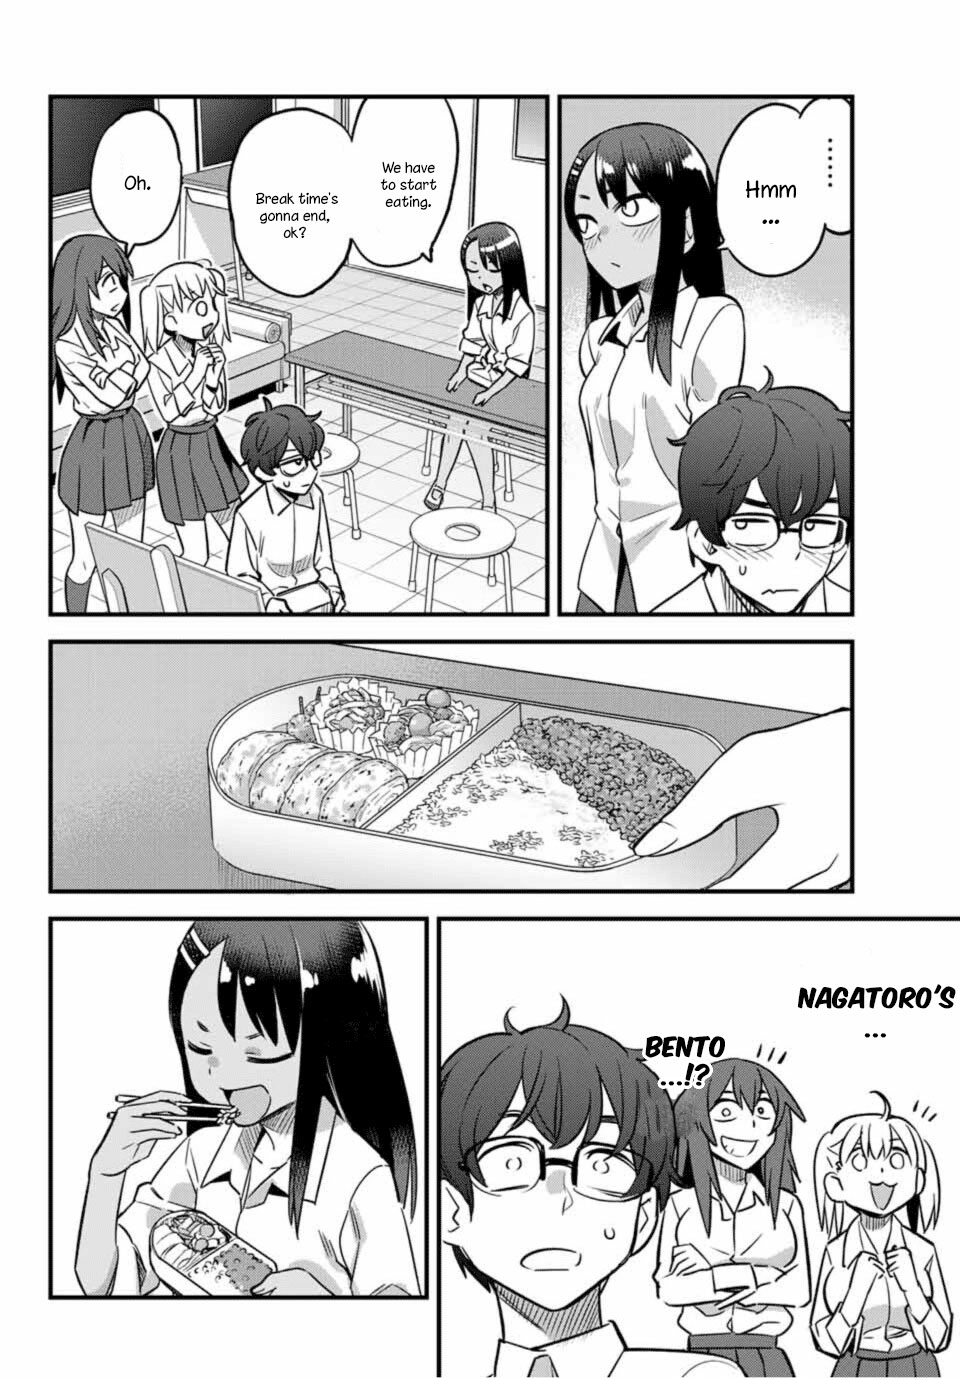 ........
Hmm
...
We have
to start
eating.
Break time's
gonna end,
ok?
Oh.
NAGATORO'S
...
BENTO
...!?